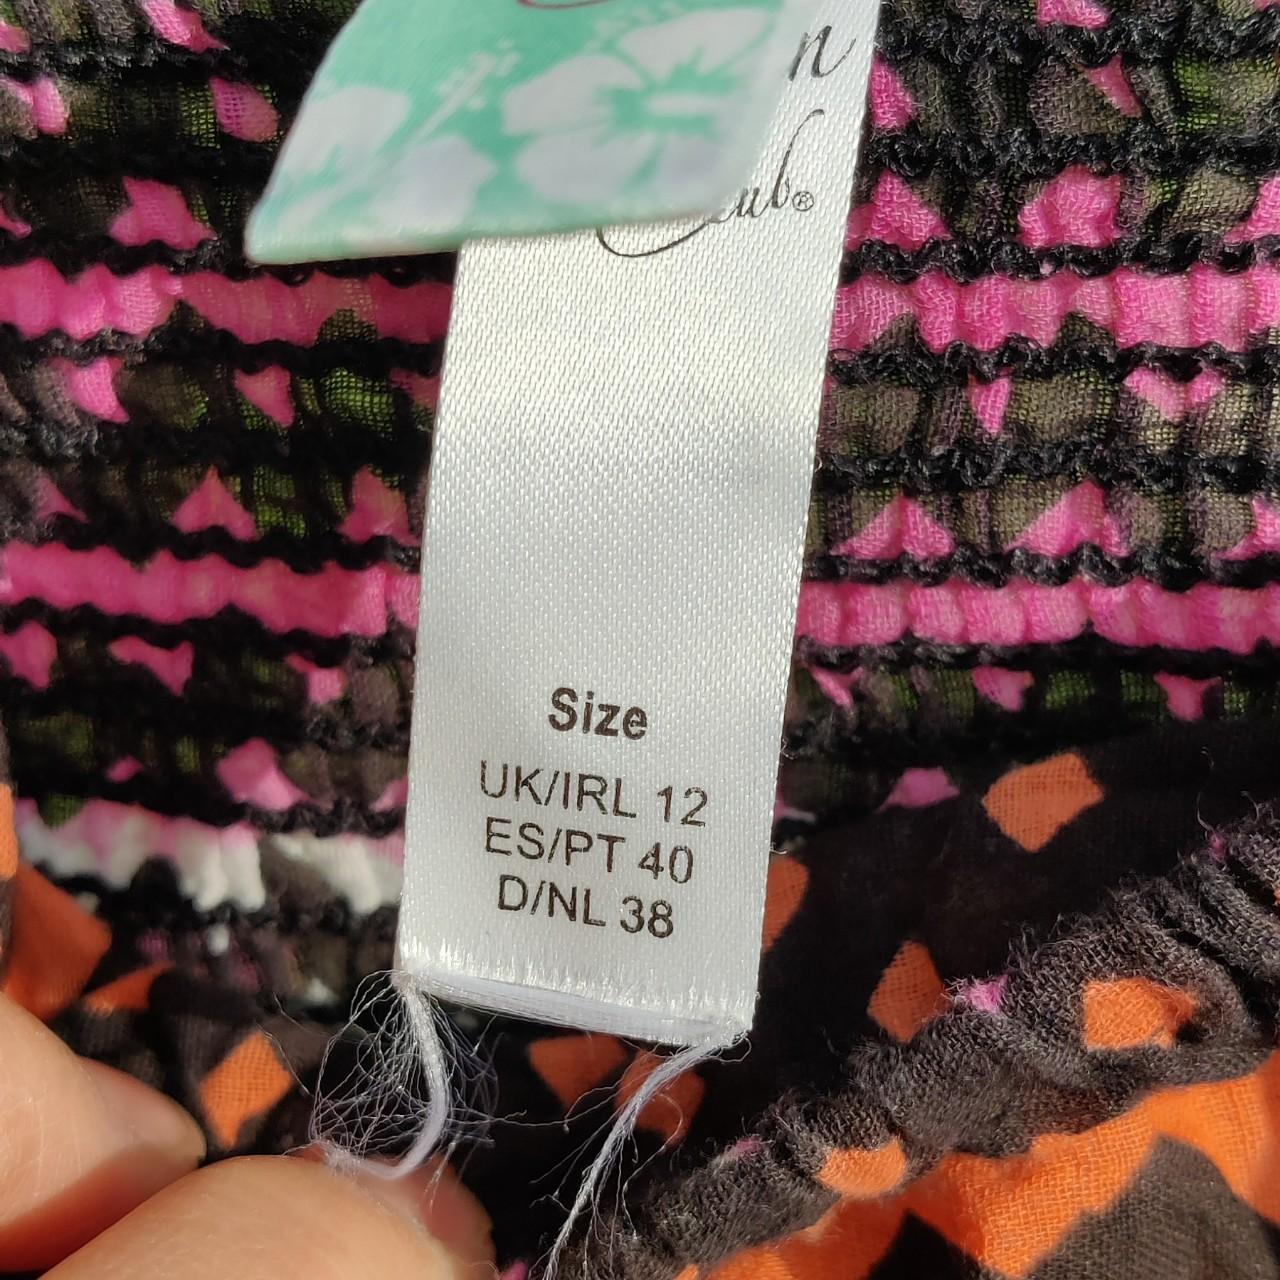 Size
UK/IRL 12
ES/PT 40
D/NL 38